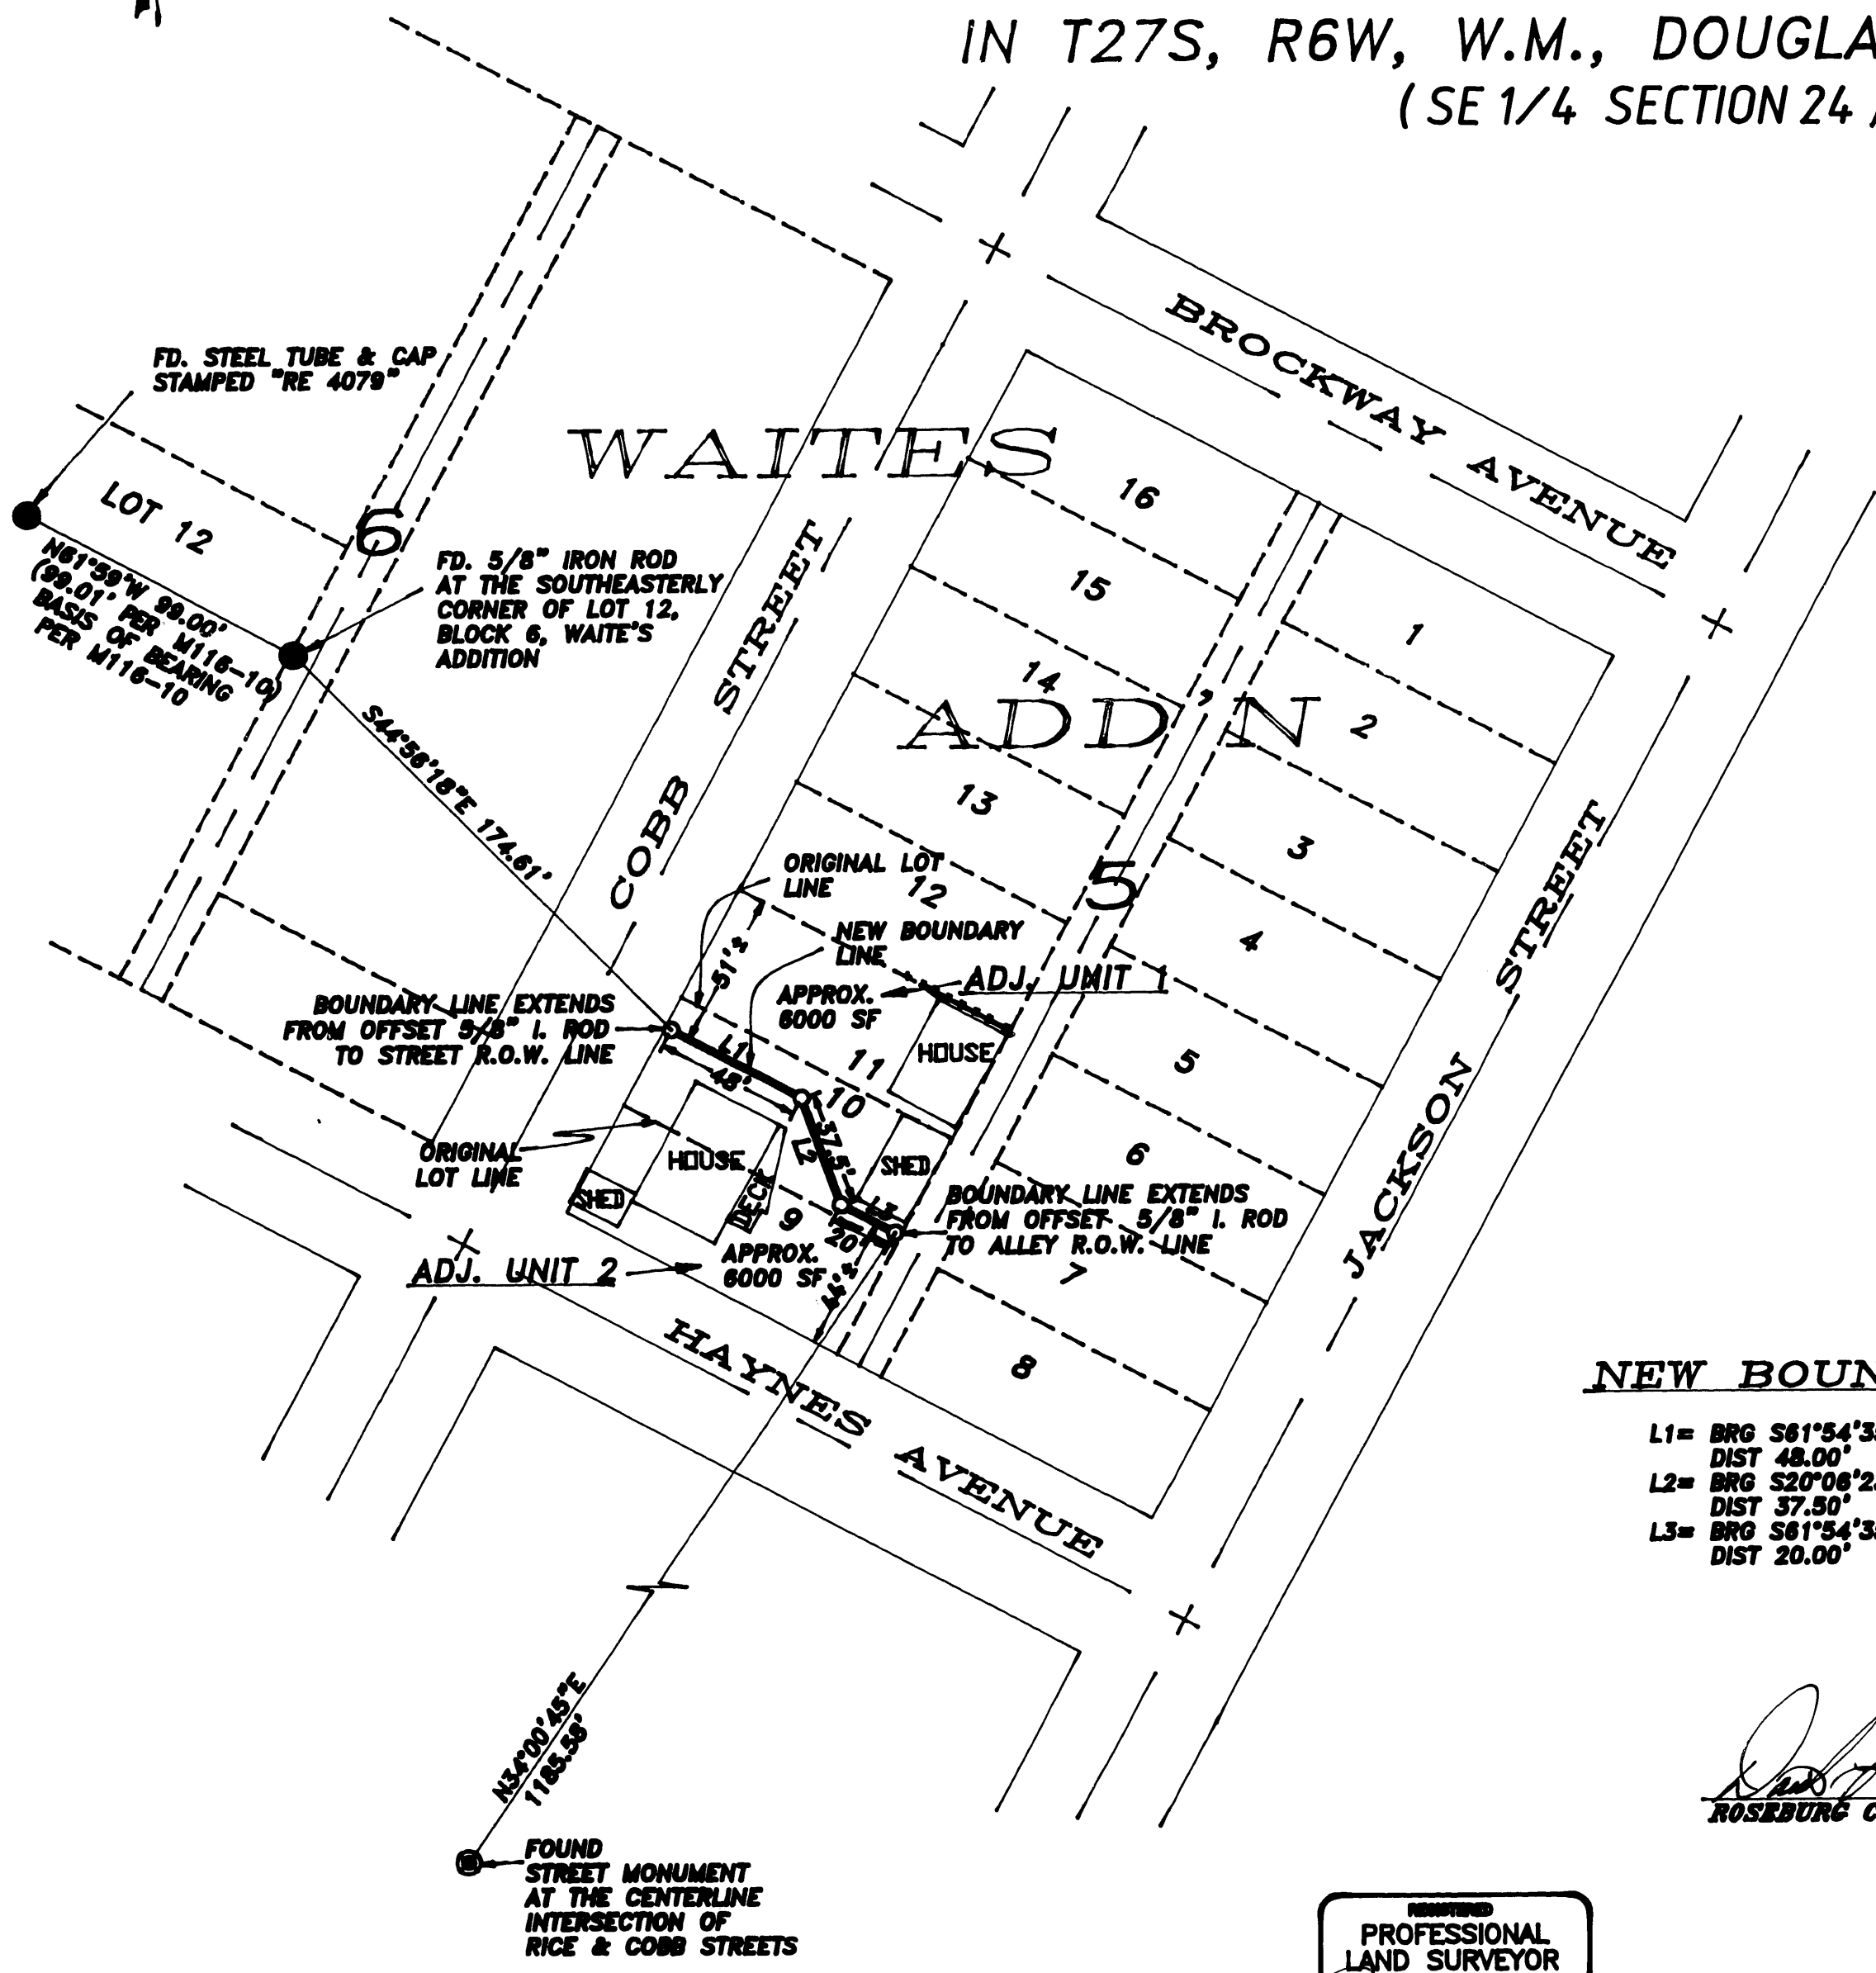 IN T27S, R6W, W.M., DOUGLA
( SE 1/4 SECTION 24 )
BROCKWAY AVENUE
FD. STEEL TUBE & CAP
STAMPED "RE 4079"
WAITES
LOT 12
6
N61°59'W 99.00'
(99.01' PER M116-10)
BASIS OF BEARING
PER M116-10
FD. 5/8" IRON ROD
AT THE SOUTHEASTERLY
CORNER OF LOT 12,
BLOCK 6, WAITE'S
ADDITION
COBB STREET
16
15
14
13
12
1
2
3
4
5
6
7
8
ADD'N
5
JACKSON STREET
S44°56'18"E 174.61'
ORIGINAL LOT
LINE
NEW BOUNDARY
LINE
51'±
ADJ. UNIT 1
APPROX.
6000 SF
BOUNDARY LINE EXTENDS
FROM OFFSET 5/8" I. ROD
TO STREET R.O.W. LINE
L1
48'
11
HOUSE
10
37.5'
L2
SHED
ORIGINAL
LOT LINE
HOUSE
SHED
DECK
9
L3
20'
BOUNDARY LINE EXTENDS
FROM OFFSET 5/8" I. ROD
TO ALLEY R.O.W. LINE
ADJ. UNIT 2
APPROX.
6000 SF
HAYNES AVENUE
NEW BOUN
L1= BRG S61°54'3
DIST 48.00'
L2= BRG S20°06'2
DIST 37.50'
L3= BRG S61°54'3
DIST 20.00'
N34°00'45"E
1185.58'
FOUND
STREET MONUMENT
AT THE CENTERLINE
INTERSECTION OF
RICE & COBB STREETS
ROSEBURG C
REGISTERED
PROFESSIONAL
LAND SURVEYOR